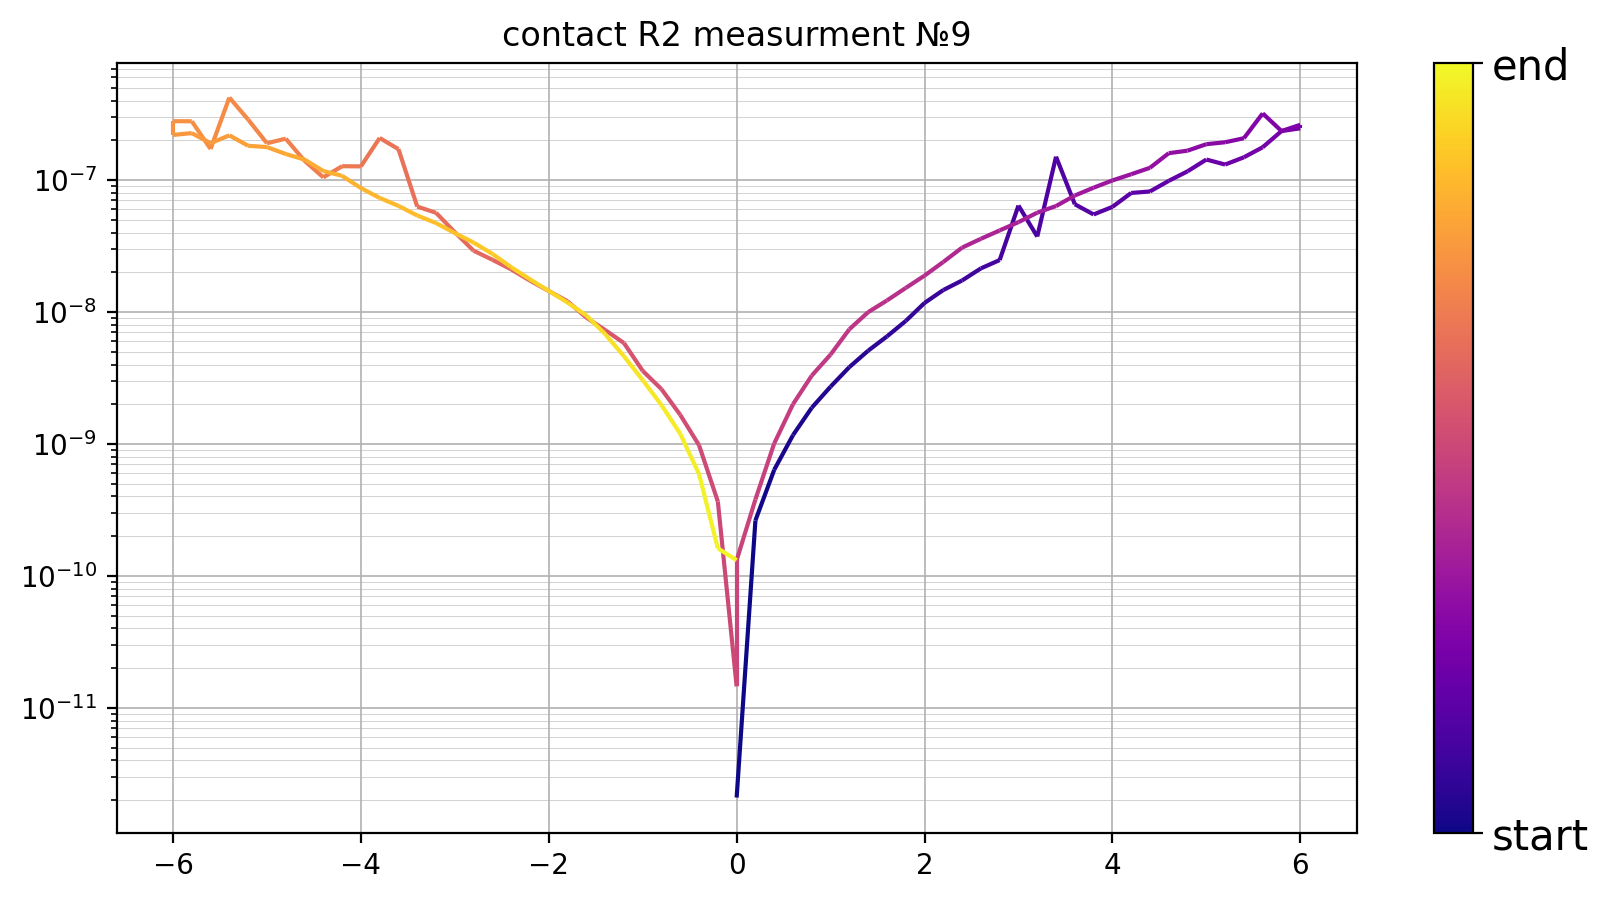 contact R2 measurment №9
end
10⁻⁷
10⁻⁸
10⁻⁹
10⁻¹⁰
10⁻¹¹
start
−6 −4 −2 0 2 4 6